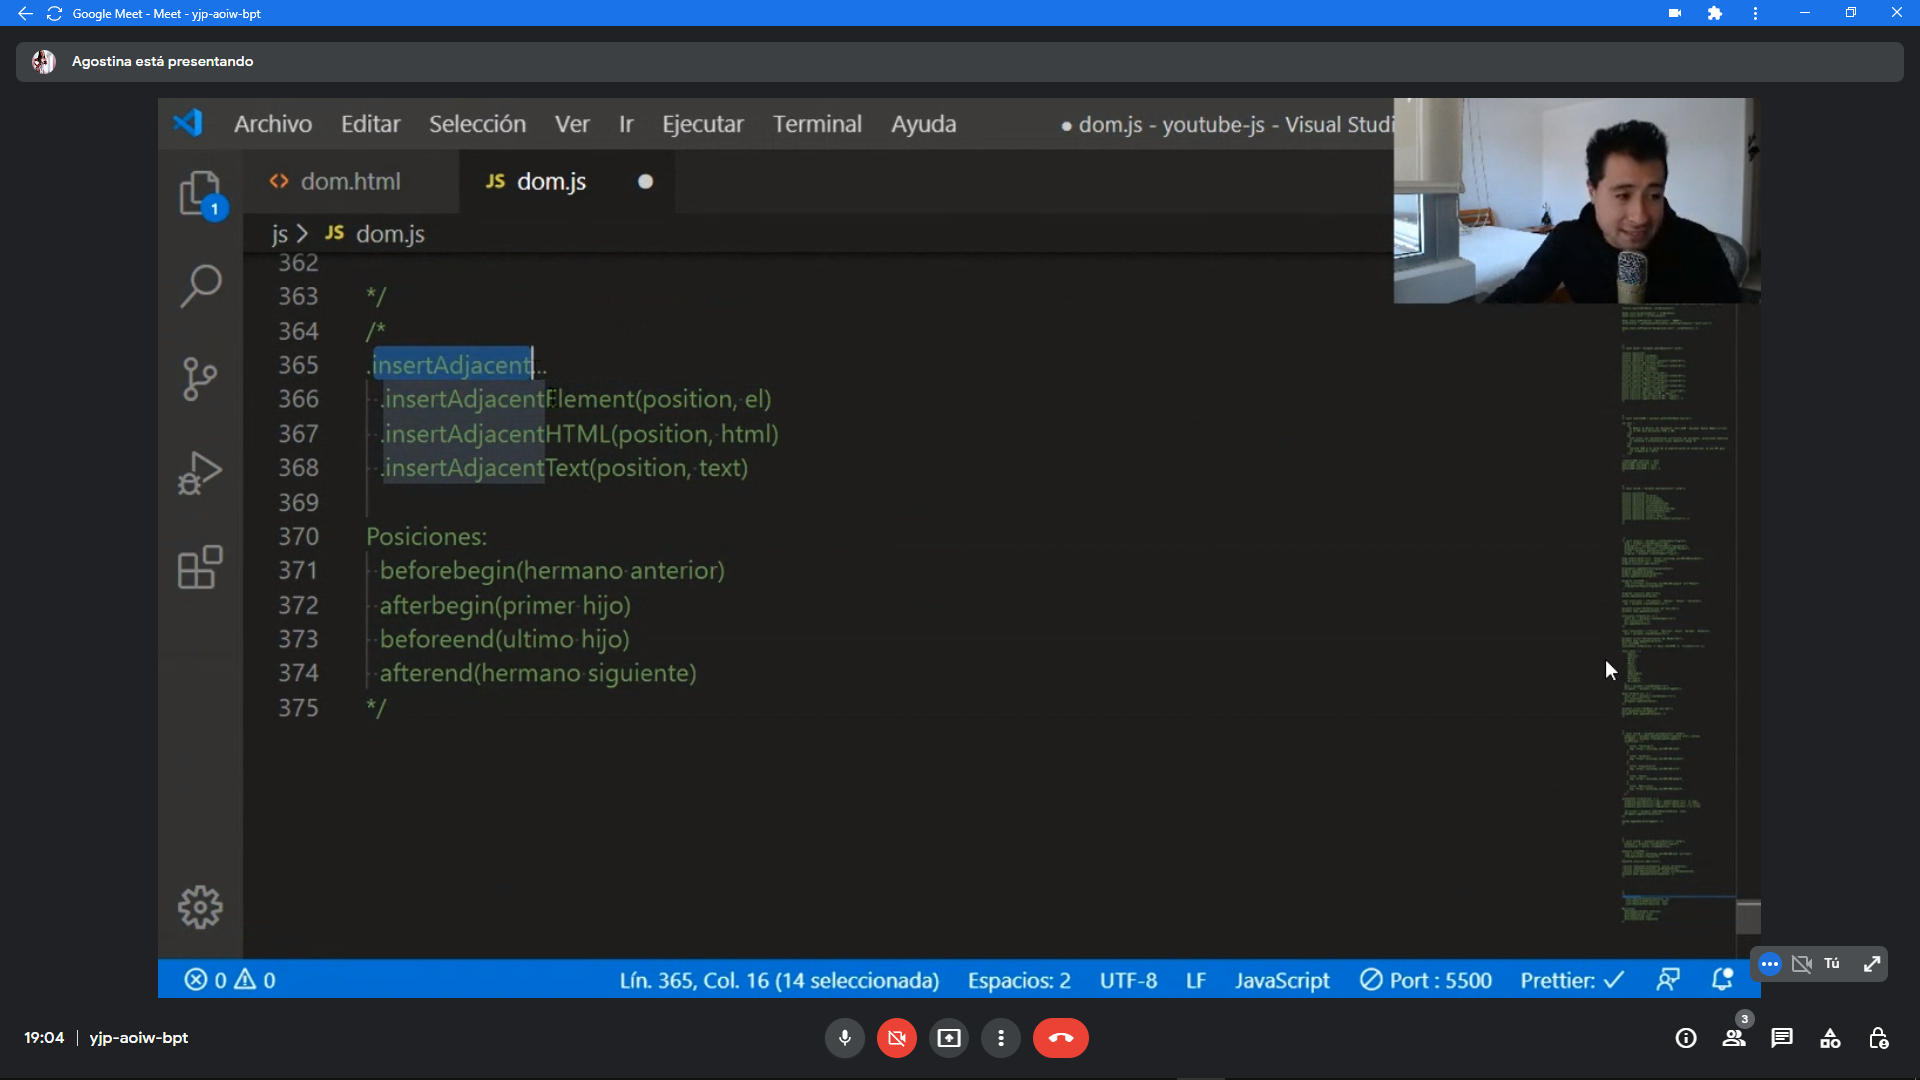 Google Meet - Meet - yjp-aoiw-bpt
Agostina está presentando
Archivo Editar Selección Ver Ir Ejecutar Terminal Ayuda ● dom.js - youtube-js - Visual Studi
<> dom.html JS dom.js
1
js > JS dom.js
362
363 */
364 /*
365 .insertAdjacent...
366 .insertAdjacentElement(position, el)
367 .insertAdjacentHTML(position, html)
368 .insertAdjacentText(position, text)
369
370 Posiciones:
371 beforebegin(hermano anterior)
372 afterbegin(primer hijo)
373 beforeend(ultimo hijo)
374 afterend(hermano siguiente)
375 */
Tú
0 0 Lín. 365, Col. 16 (14 seleccionada) Espacios: 2 UTF-8 LF JavaScript Port : 5500 Prettier: ✓
19:04 | yjp-aoiw-bpt
3